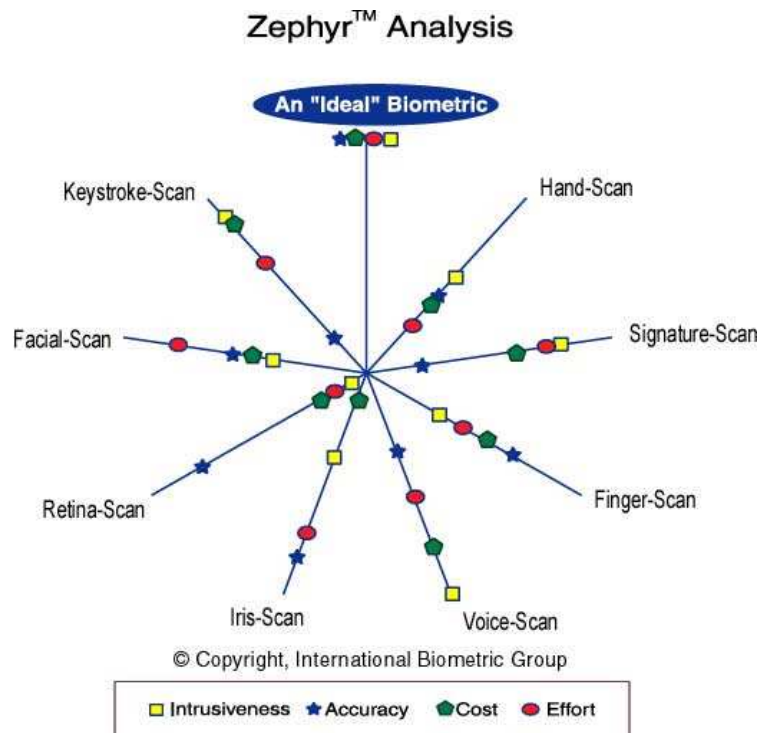 Zephyr™ Analysis
An "Ideal" Biometric
Keystroke-Scan
Hand-Scan
Facial-Scan
Signature-Scan
Retina-Scan
Finger-Scan
Iris-Scan
Voice-Scan
© Copyright, International Biometric Group
Intrusiveness Accuracy Cost Effort